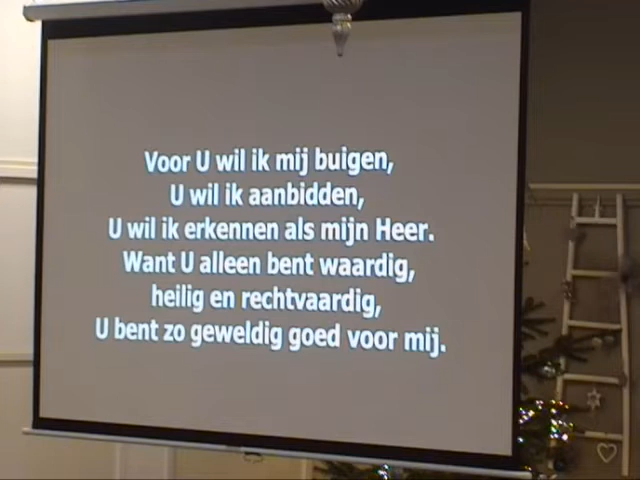 Voor U wil ik mij buigen,
U wil ik aanbidden,
U wil ik erkennen als mijn Heer.
Want U alleen bent waardig,
heilig en rechtvaardig,
U bent zo geweldig goed voor mij.